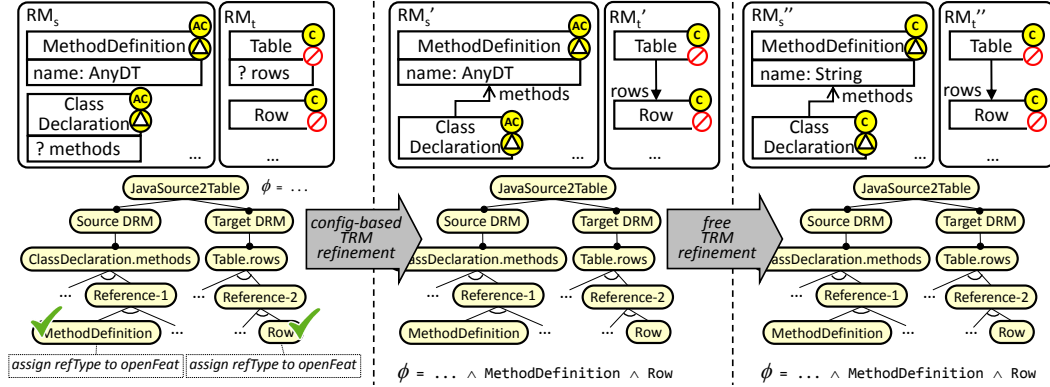 RMs
AC
MethodDefinition
name: AnyDT
AC
Class
Declaration
? methods
...
RMt
C
Table
? rows
C
Row
...
JavaSource2Table
ϕ = ...
Source DRM
Target DRM
ClassDeclaration.methods
Table.rows
...
Reference-1
...
Reference-2
MethodDefinition
...
...
Row
assign refType to openFeat
assign refType to openFeat
config-based
TRM
refinement
RMs'
AC
MethodDefinition
name: AnyDT
methods
AC
Class
Declaration
...
RMt'
C
Table
rows
C
Row
...
JavaSource2Table
Source DRM
Target DRM
ClassDeclaration.methods
Table.rows
...
Reference-1
...
Reference-2
MethodDefinition
...
...
Row
ϕ = ... ∧ MethodDefinition ∧ Row
free
TRM
refinement
RMs''
C
MethodDefinition
name: String
methods
C
Class
Declaration
...
RMt''
C
Table
rows
C
Row
...
JavaSource2Table
Source DRM
Target DRM
ClassDeclaration.methods
Table.rows
...
Reference-1
...
Reference-2
MethodDefinition
...
...
Row
ϕ = ... ∧ MethodDefinition ∧ Row